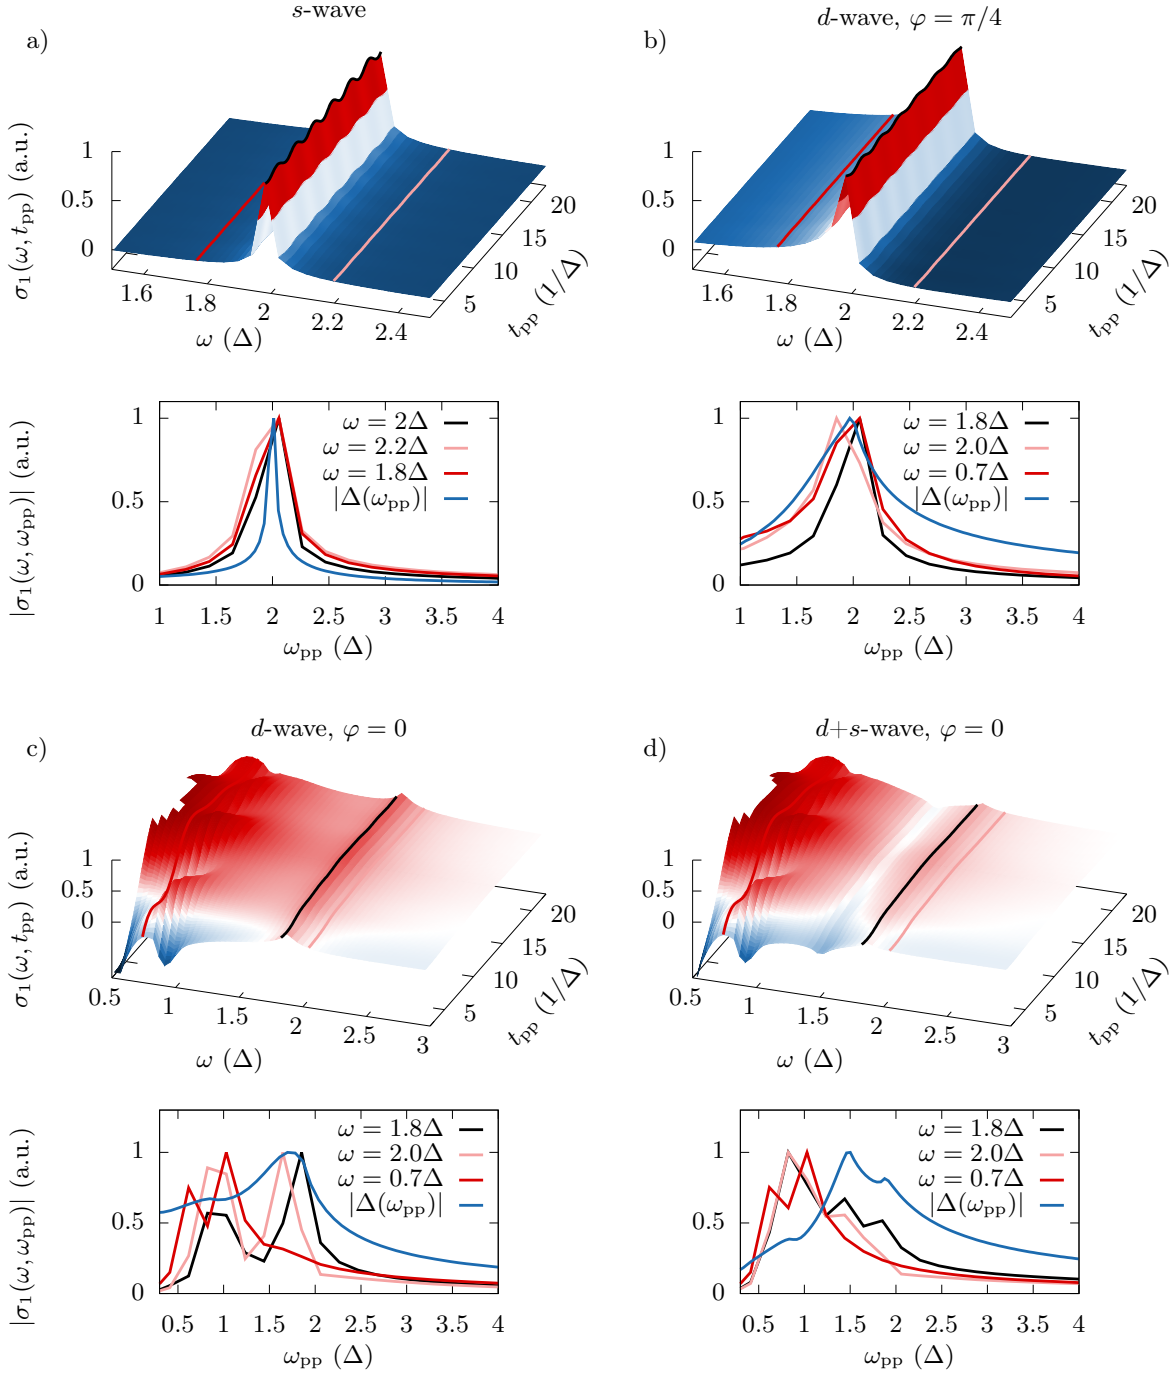 s-wave
a)
σ₁(ω, tpp) (a.u.)
1
0.5
0
1.6
1.8
2
2.2
2.4
ω (Δ)
5
10
15
20
tpp (1/Δ)
|σ₁(ω, ωpp)| (a.u.)
1
0.5
0
ω = 2Δ
ω = 2.2Δ
ω = 1.8Δ
|Δ(ωpp)|
1 1.5 2 2.5 3 3.5 4
ωpp (Δ)
d-wave, φ = π/4
b)
1
0.5
0
1.6
1.8
2
2.2
2.4
ω (Δ)
5
10
15
20
tpp (1/Δ)
1
0.5
0
ω = 1.8Δ
ω = 2.0Δ
ω = 0.7Δ
|Δ(ωpp)|
1 1.5 2 2.5 3 3.5 4
ωpp (Δ)
d-wave, φ = 0
c)
σ₁(ω, tpp) (a.u.)
1
0.5
0
0.5
1
1.5
2
2.5
3
ω (Δ)
5
10
15
20
tpp (1/Δ)
|σ₁(ω, ωpp)| (a.u.)
1
0.5
0
ω = 1.8Δ
ω = 2.0Δ
ω = 0.7Δ
|Δ(ωpp)|
0.5 1 1.5 2 2.5 3 3.5 4
ωpp (Δ)
d+s-wave, φ = 0
d)
1
0.5
0
0.5
1
1.5
2
2.5
3
ω (Δ)
5
10
15
20
tpp (1/Δ)
1
0.5
0
ω = 1.8Δ
ω = 2.0Δ
ω = 0.7Δ
|Δ(ωpp)|
0.5 1 1.5 2 2.5 3 3.5 4
ωpp (Δ)